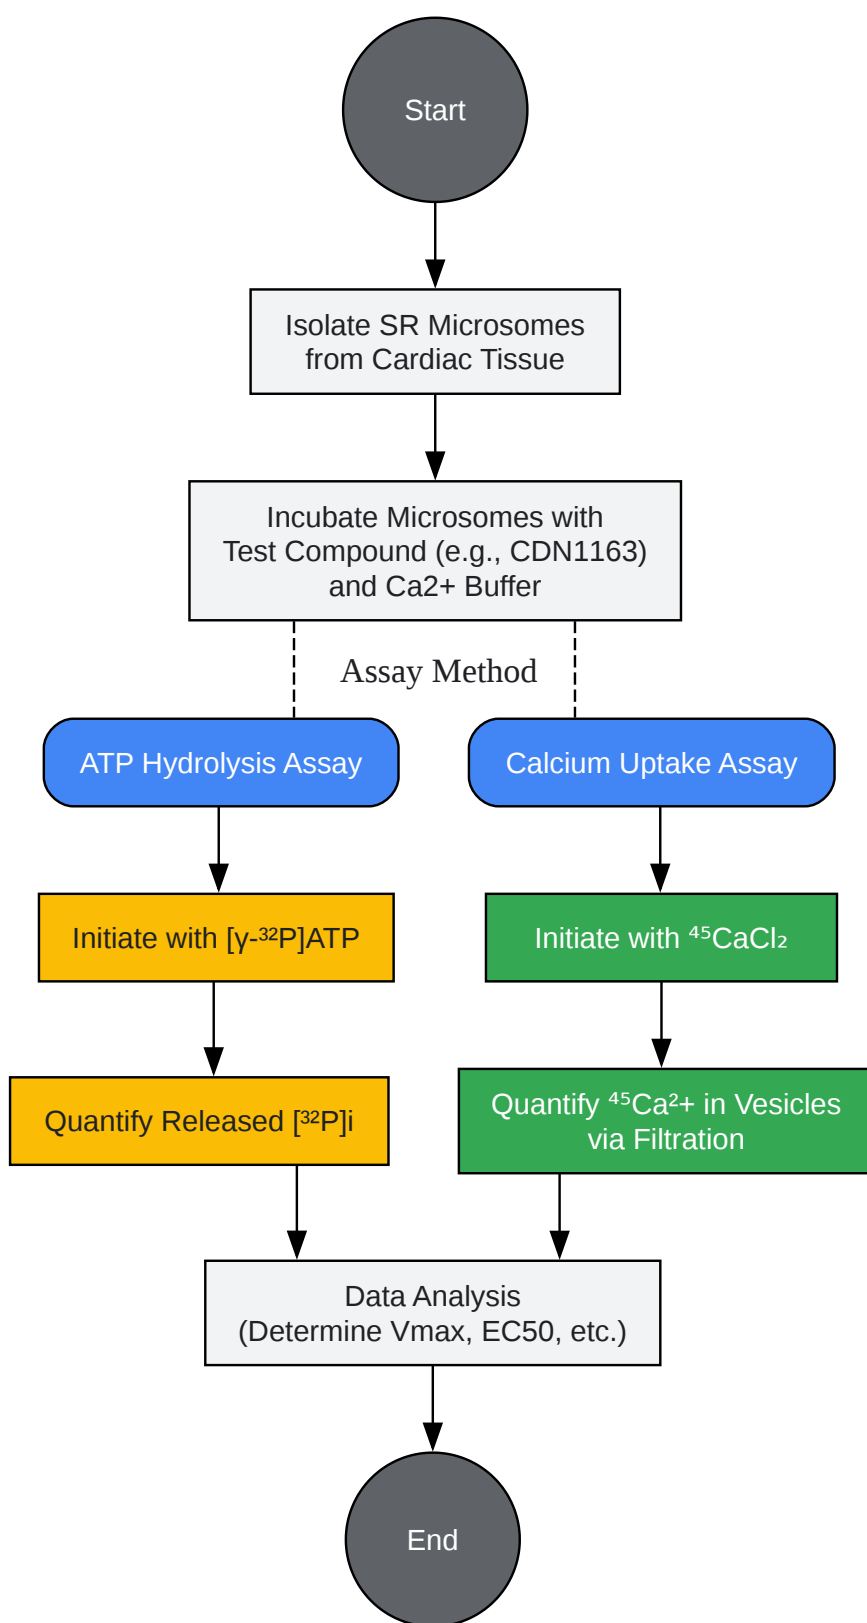 Start
Isolate SR Microsomes
from Cardiac Tissue
Incubate Microsomes with
Test Compound (e.g., CDN1163)
and Ca2+ Buffer
Assay Method
ATP Hydrolysis Assay
Calcium Uptake Assay
Initiate with [γ-³²P]ATP
Initiate with ⁴⁵CaCl₂
Quantify Released [³²P]i
Quantify ⁴⁵Ca²+ in Vesicles
via Filtration
Data Analysis
(Determine Vmax, EC50, etc.)
End